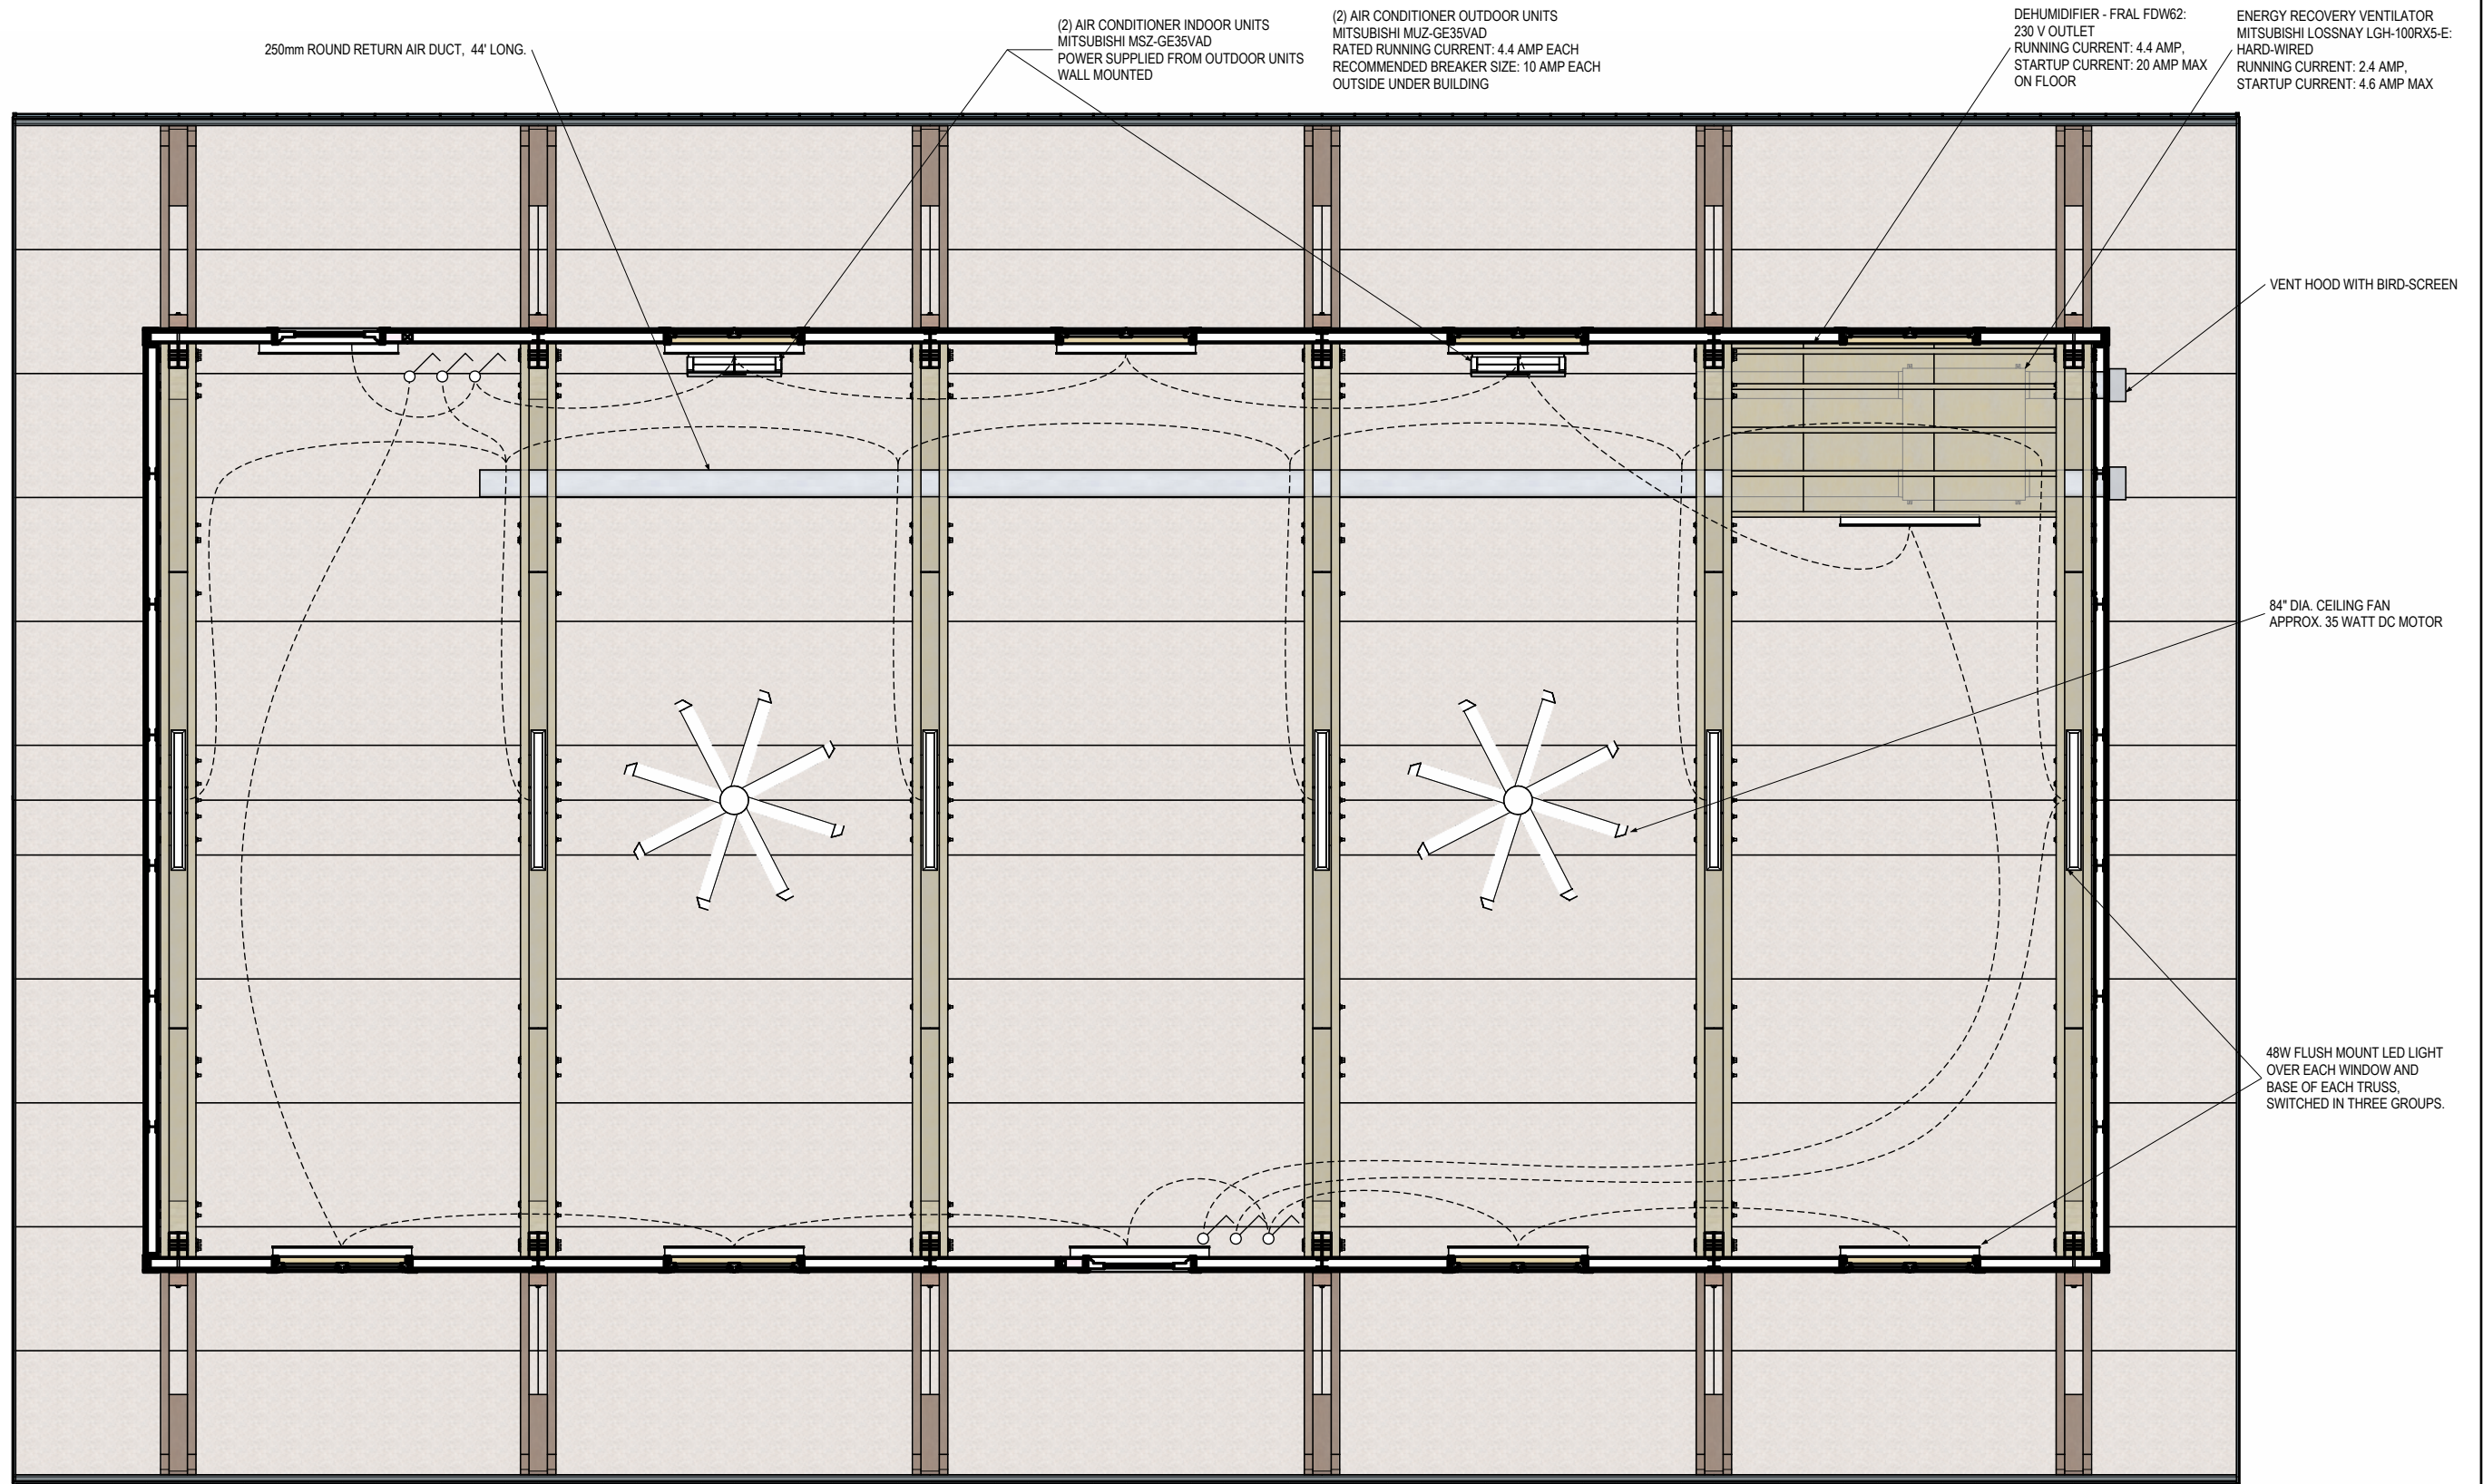 250mm ROUND RETURN AIR DUCT, 44' LONG.
(2) AIR CONDITIONER INDOOR UNITS
MITSUBISHI MSZ-GE35VAD
POWER SUPPLIED FROM OUTDOOR UNITS
WALL MOUNTED
(2) AIR CONDITIONER OUTDOOR UNITS
MITSUBISHI MUZ-GE35VAD
RATED RUNNING CURRENT: 4.4 AMP EACH
RECOMMENDED BREAKER SIZE: 10 AMP EACH
OUTSIDE UNDER BUILDING
DEHUMIDIFIER - FRAL FDW62:
230 V OUTLET
RUNNING CURRENT: 4.4 AMP,
STARTUP CURRENT: 20 AMP MAX
ON FLOOR
ENERGY RECOVERY VENTILATOR
MITSUBISHI LOSSNAY LGH-100RX5-E:
HARD-WIRED
RUNNING CURRENT: 2.4 AMP,
STARTUP CURRENT: 4.6 AMP MAX
VENT HOOD WITH BIRD-SCREEN
84" DIA. CEILING FAN
APPROX. 35 WATT DC MOTOR
48W FLUSH MOUNT LED LIGHT
OVER EACH WINDOW AND
BASE OF EACH TRUSS,
SWITCHED IN THREE GROUPS.